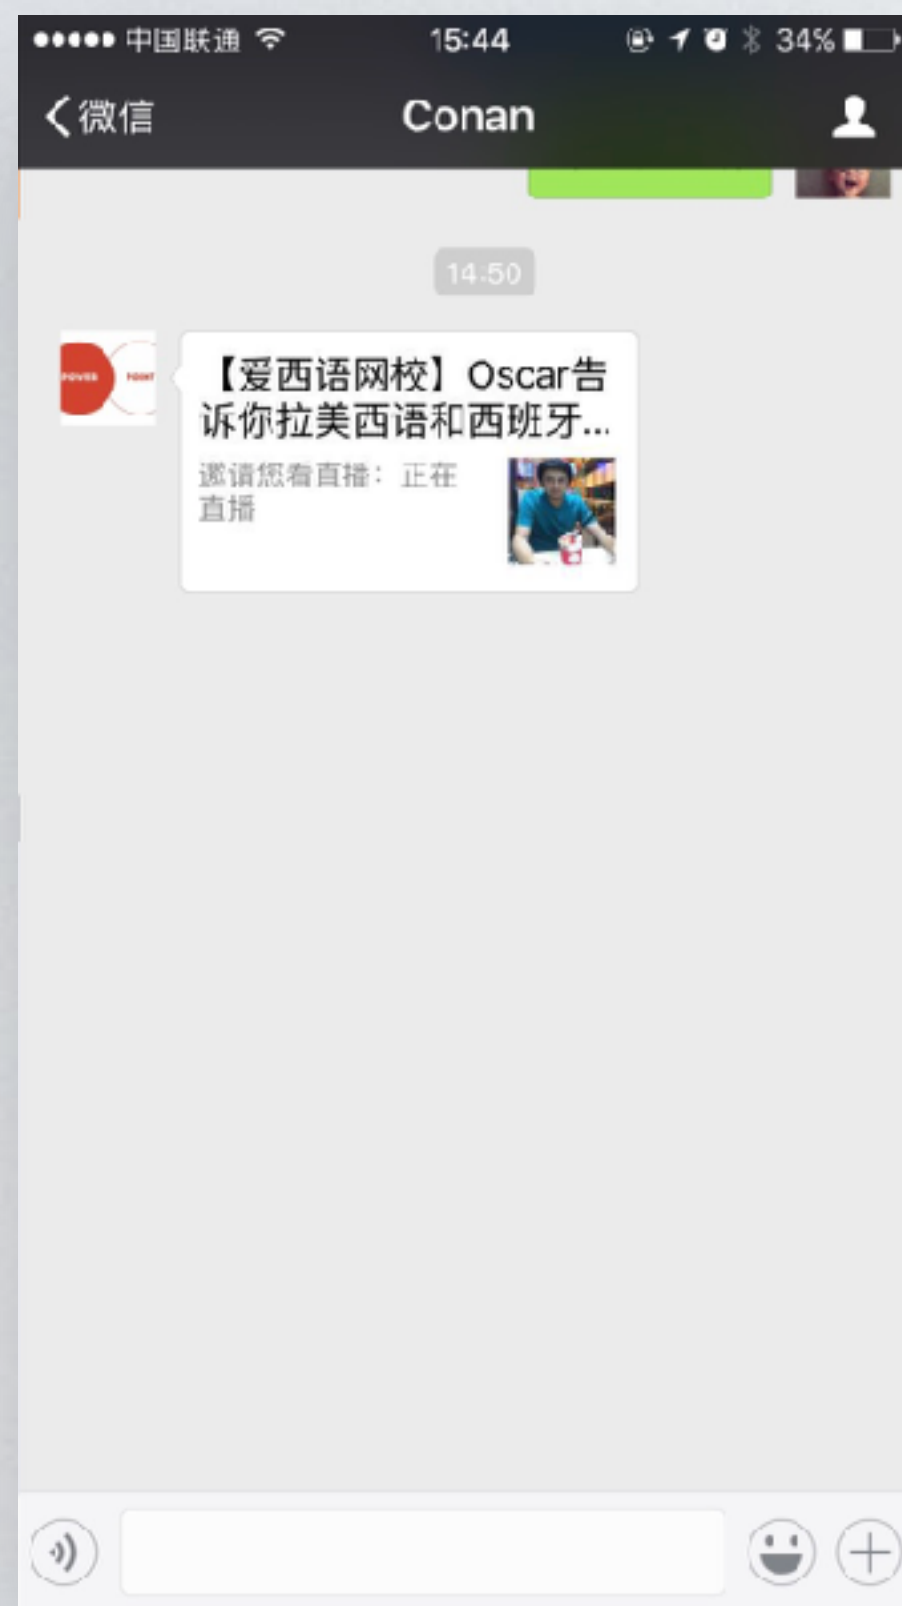 中国联通
15:44
34%
微信
Conan
14:50
POWER
POINT
【爱西语网校】Oscar告
诉你拉美西语和西班牙...
邀请您看直播：正在
直播